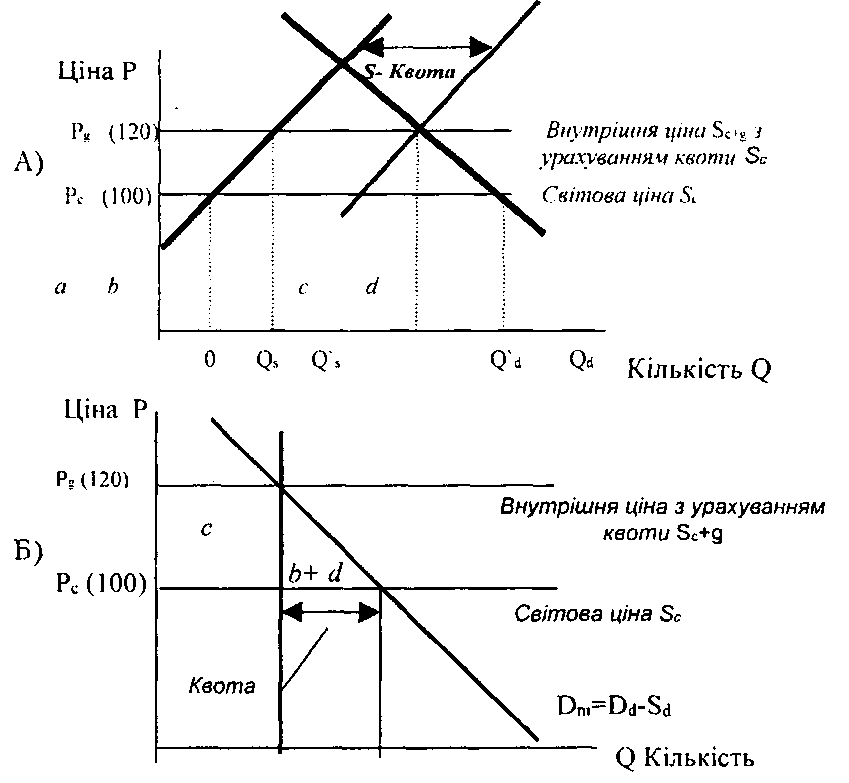 Ціна P
S- Квота
Pg (120)
Внутрішня ціна Sc+g з
урахуванням квоти Sc
А)
Pc (100)
Світова ціна Sc
a b c d
0 Qs Q`s Q`d Qd
Кількість Q
Ціна P
Pg (120)
Внутрішня ціна з урахуванням
квоти Sc+g
c
Б)
b+ d
Pc (100)
Світова ціна Sc
Квота
Dm=Dd-Sd
Q Кількість